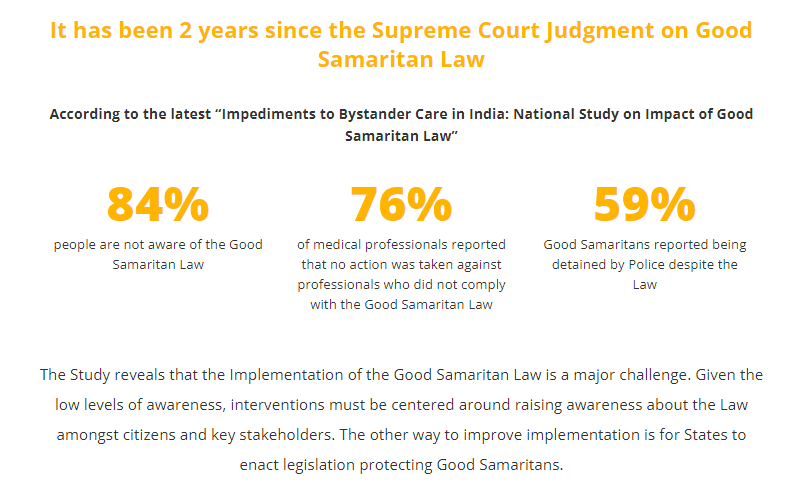 It has been 2 years since the Supreme Court Judgment on Good
Samaritan Law
According to the latest “Impediments to Bystander Care in India: National Study on Impact of Good
Samaritan Law”
84%
people are not aware of the Good
Samaritan Law
76%
of medical professionals reported
that no action was taken against
professionals who did not comply
with the Good Samaritan Law
59%
Good Samaritans reported being
detained by Police despite the
Law
The Study reveals that the Implementation of the Good Samaritan Law is a major challenge. Given the
low levels of awareness, interventions must be centered around raising awareness about the Law
amongst citizens and key stakeholders. The other way to improve implementation is for States to
enact legislation protecting Good Samaritans.